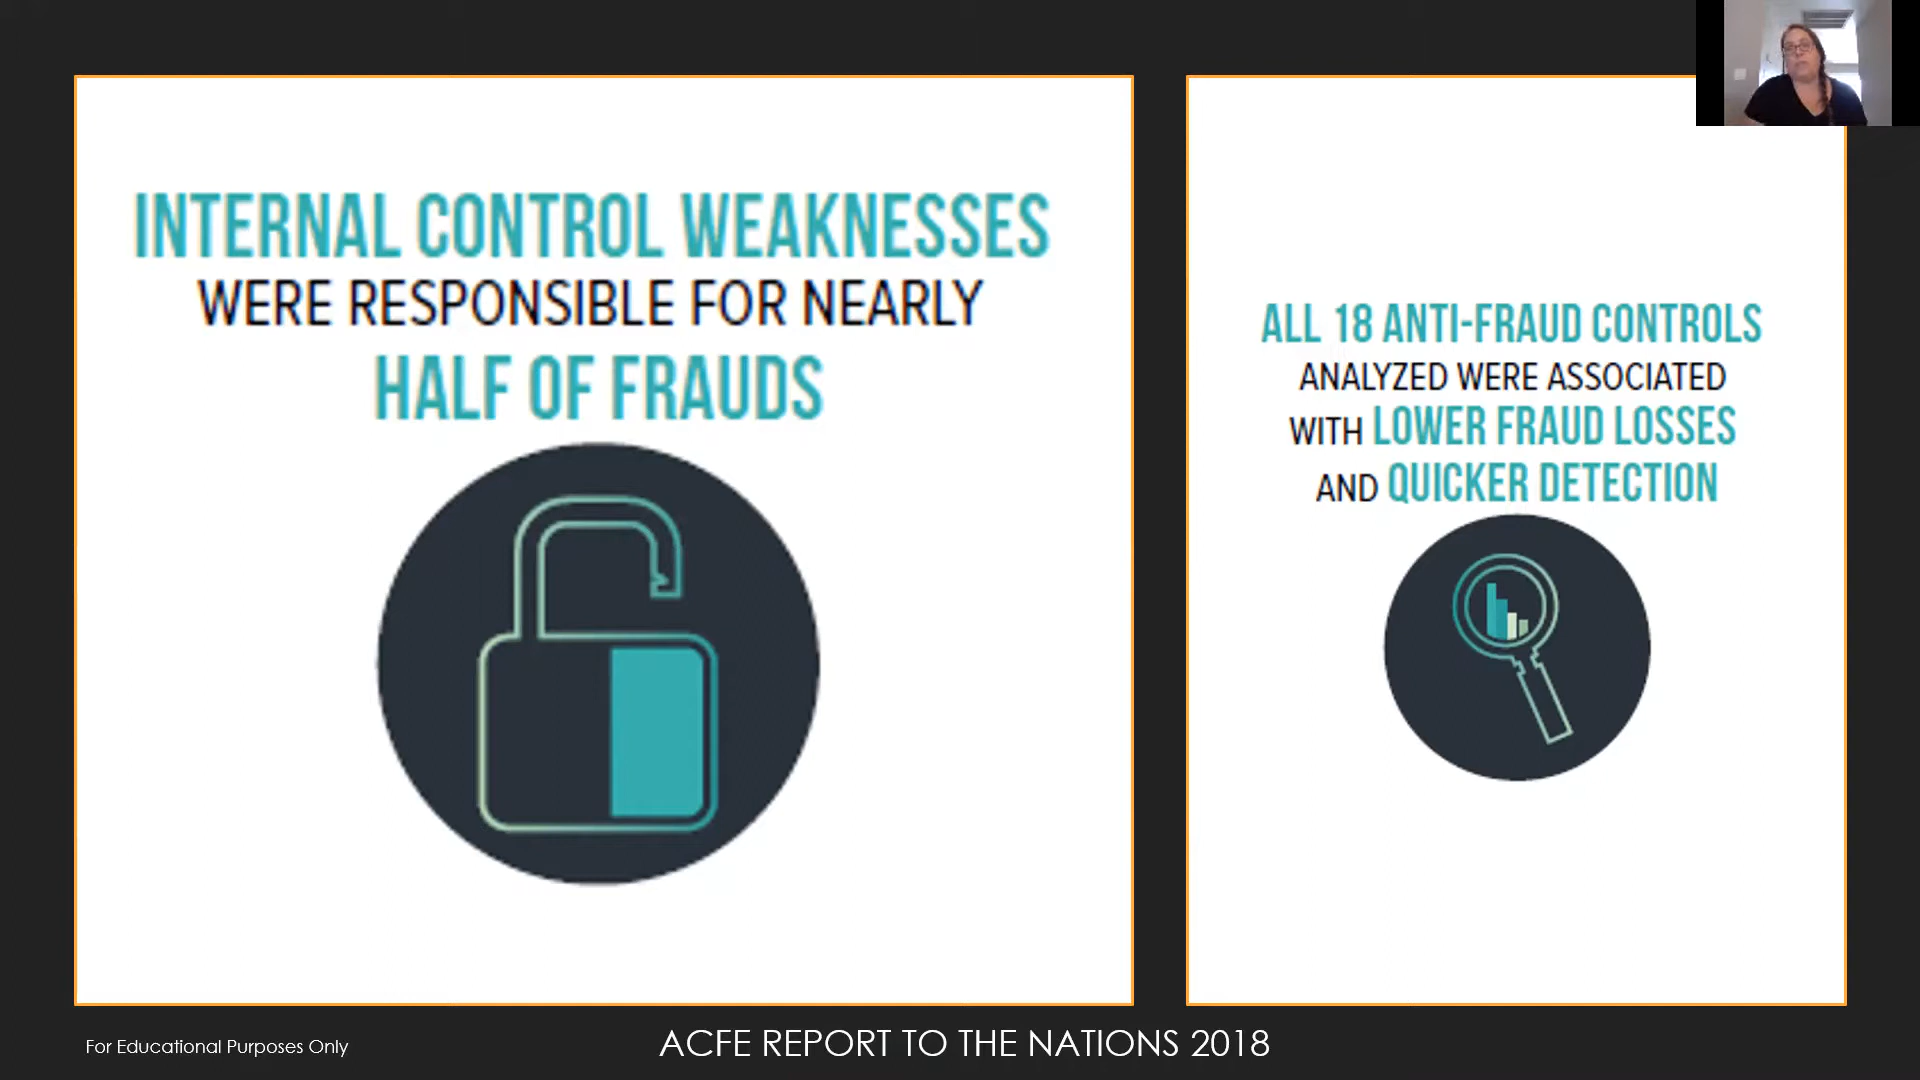 INTERNAL CONTROL WEAKNESSES
WERE RESPONSIBLE FOR NEARLY
HALF OF FRAUDS
ALL 18 ANTI-FRAUD CONTROLS
ANALYZED WERE ASSOCIATED
WITH LOWER FRAUD LOSSES
AND QUICKER DETECTION
For Educational Purposes Only
ACFE REPORT TO THE NATIONS 2018